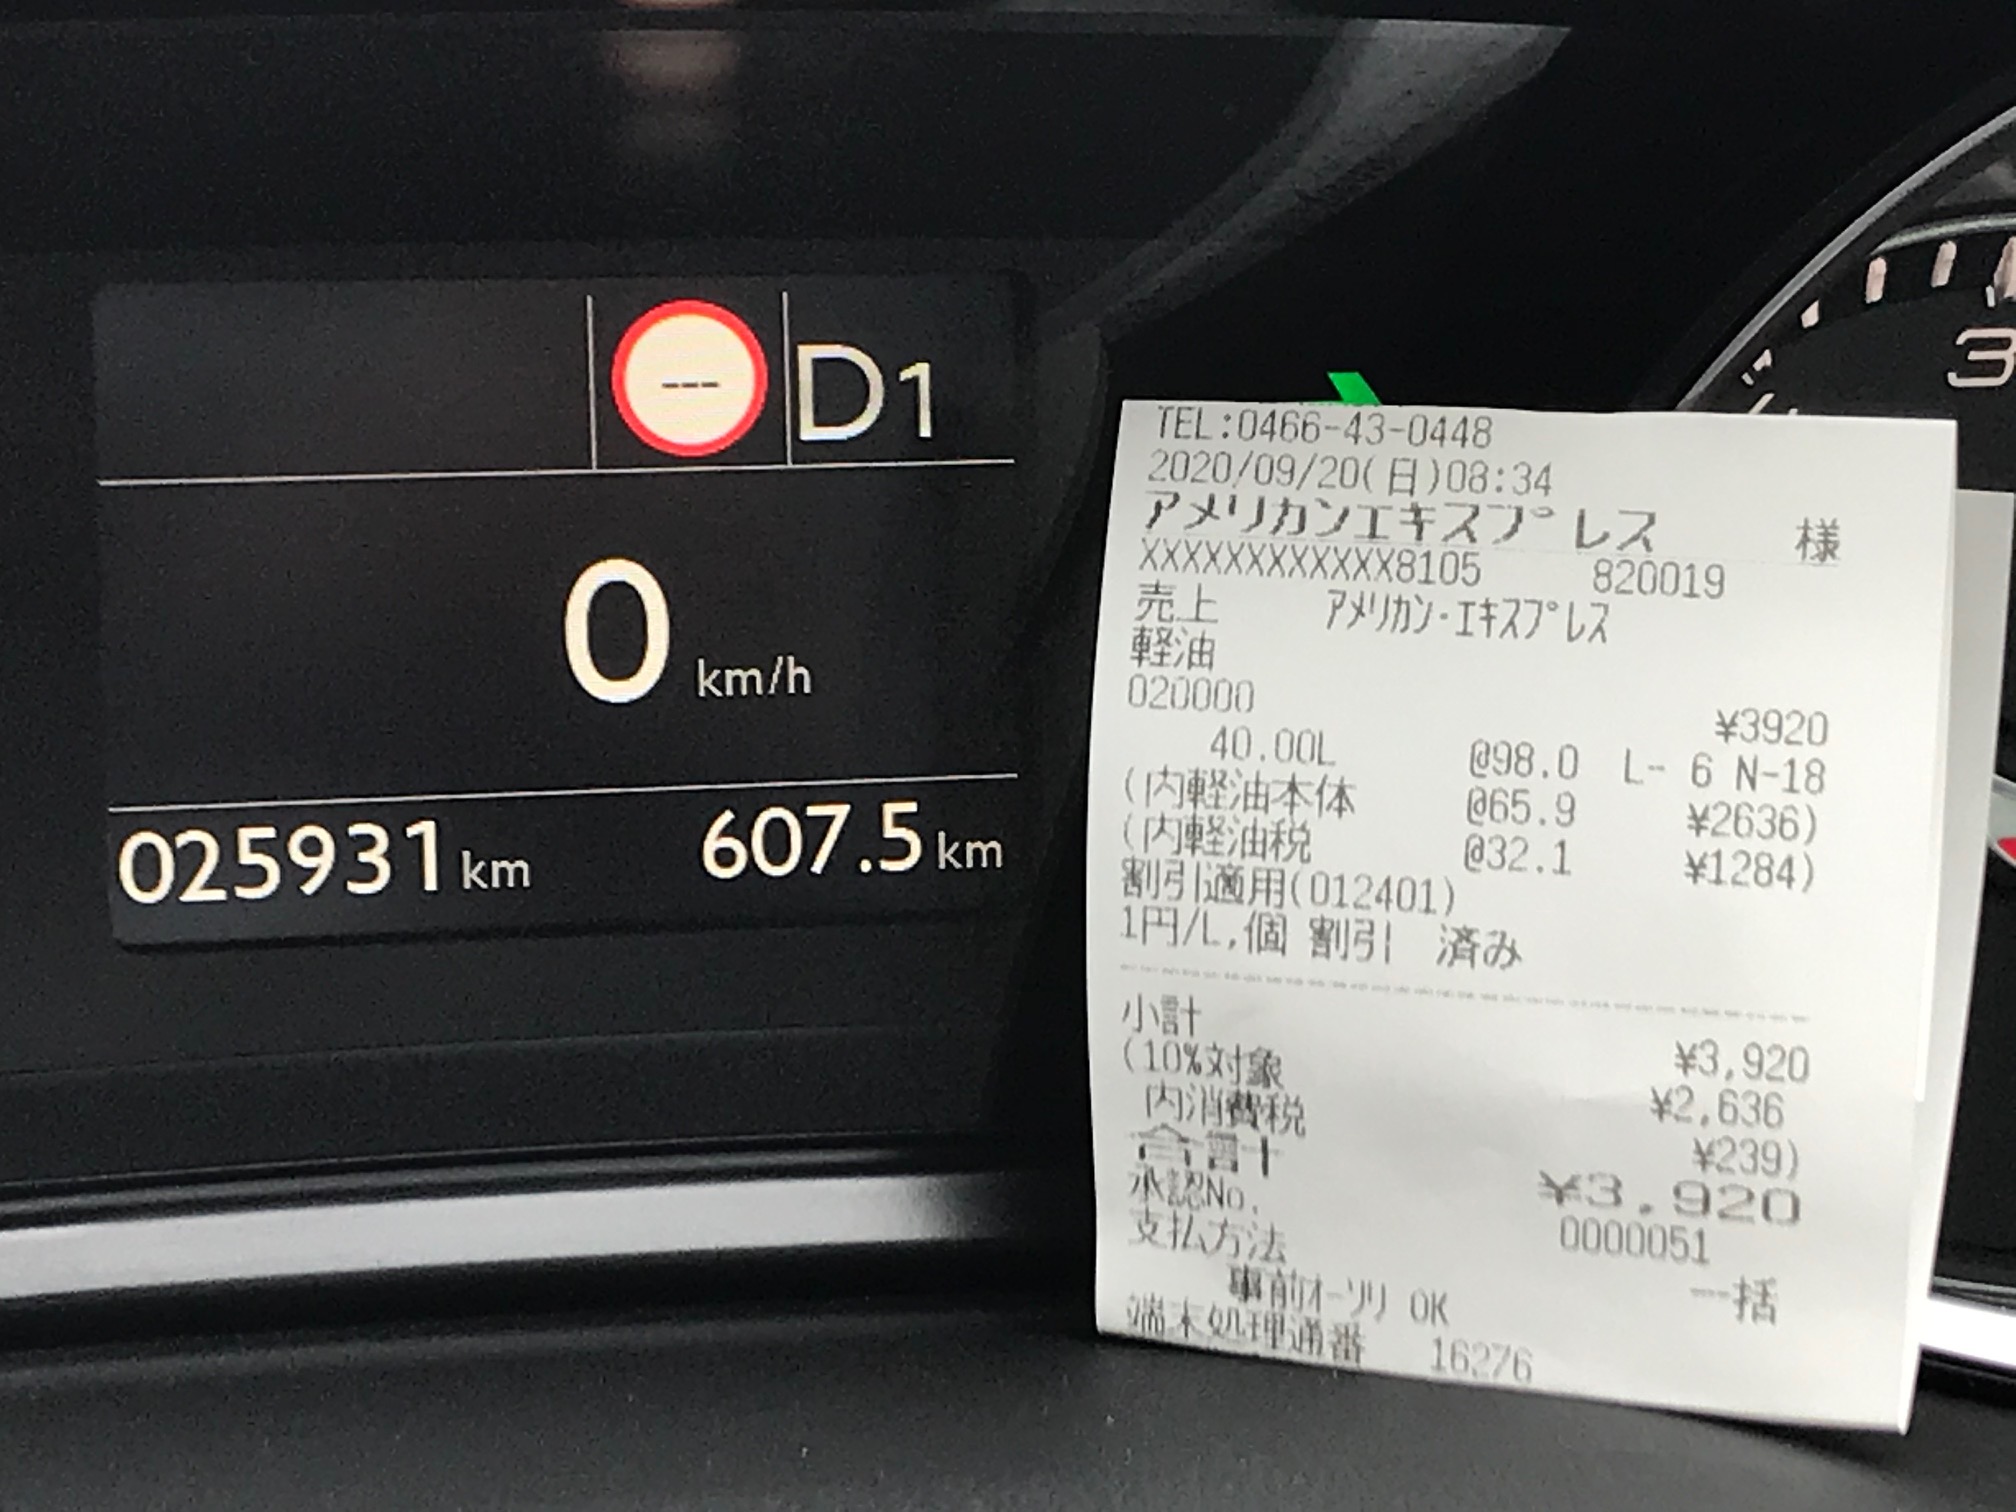 ---
D1
0 km/h
025931 km 607.5 km
3
TEL:0466-43-0448
2020/09/20(日)08:34
アメリカンエキスプレス 様
XXXXXXXXXXXX8105 820019
売上 アメリカン・エキスプレス
軽油
020000 ¥3920
40.00L @98.0 L- 6 N-18
(内軽油本体 @65.9 ¥2636)
(内軽油税 @32.1 ¥1284)
割引適用(012401)
1円/L,個 割引 済み
小計 ¥3,920
(10%対象 ¥2,636
内消費税 ¥239)
合計 ¥3,920
承認No. 0000051
支払方法 一括
事前オーソリ OK
端末処理通番 16276